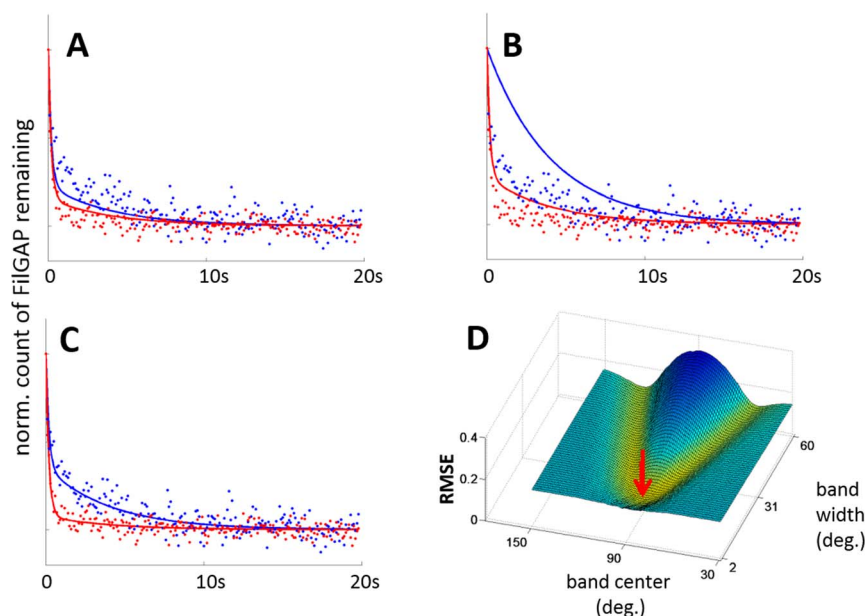 A
B
norm. count of FilGAP remaining
0
10s
20s
0
10s
20s
C
D
0
10s
20s
0.4
0.2
0
RMSE
150
90
30
2
31
60
band center
(deg.)
band
width
(deg.)